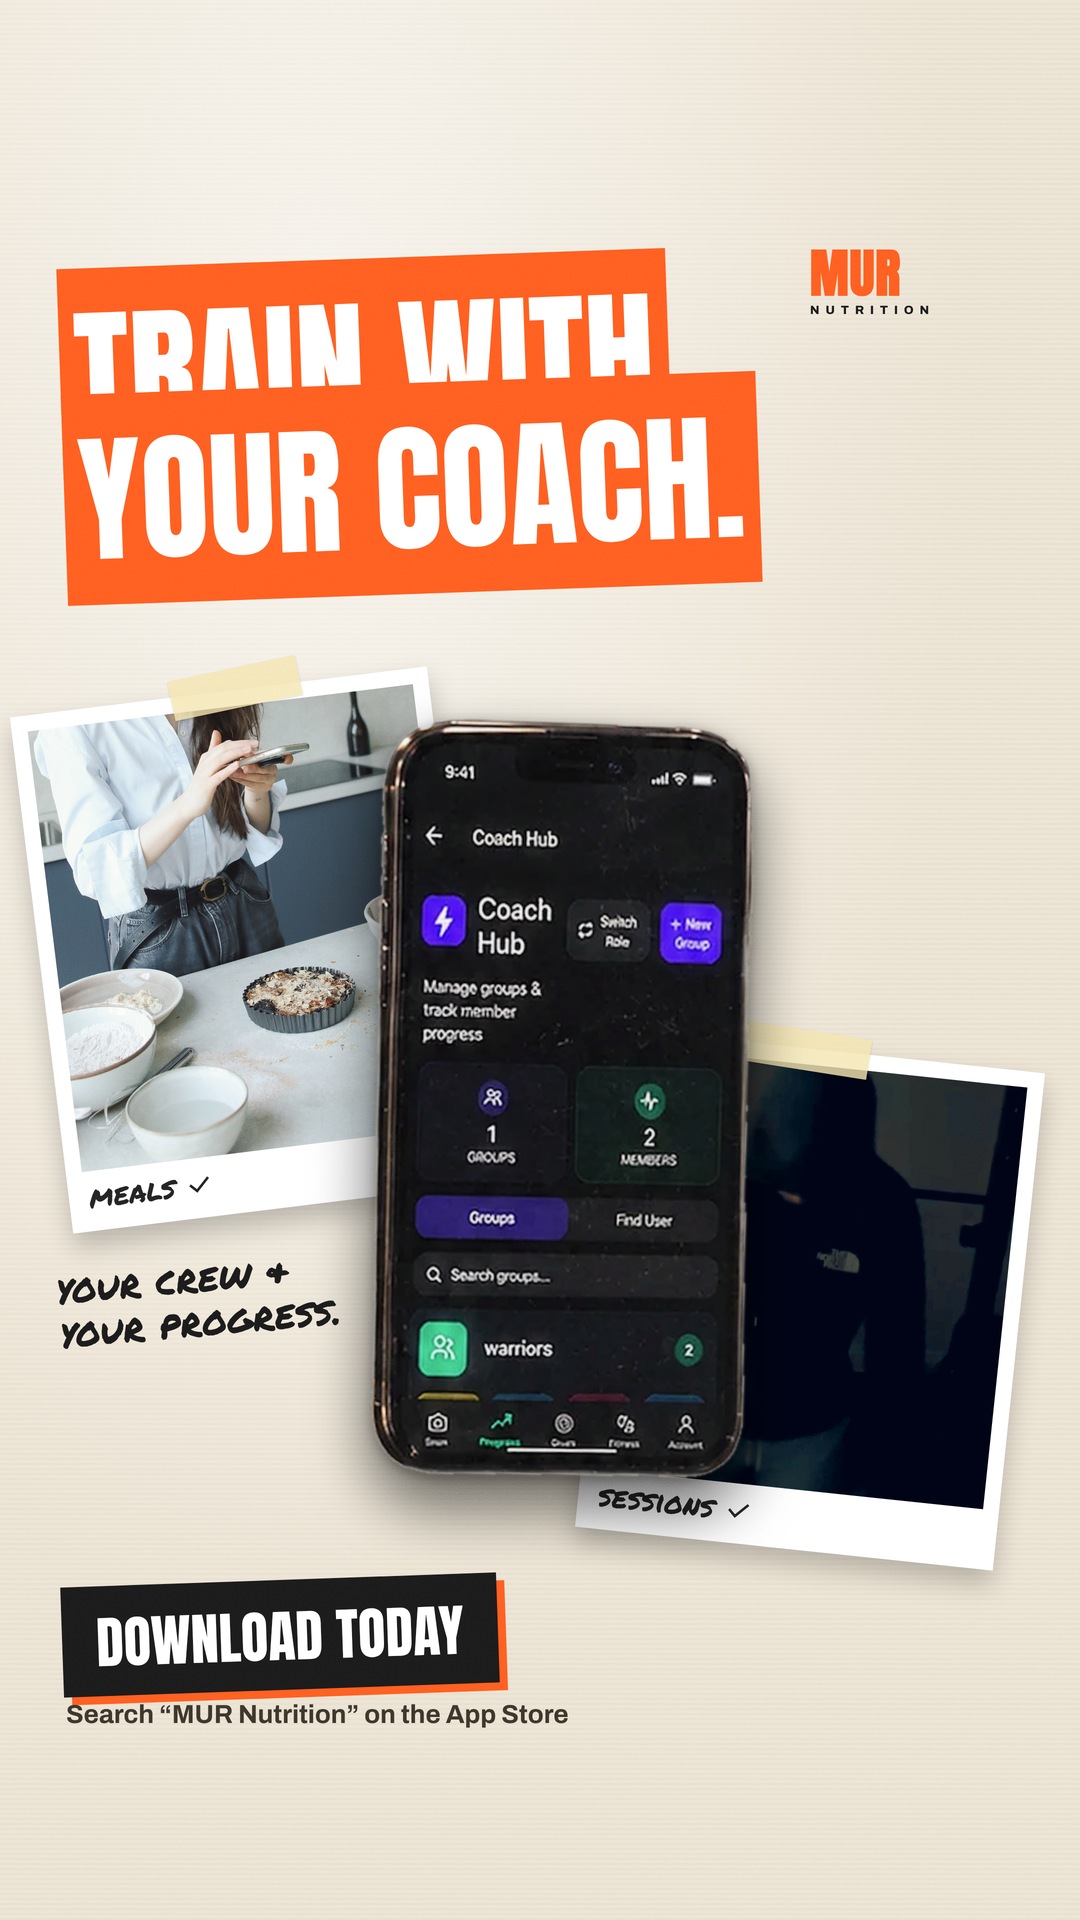 MUR
NUTRITION
TRAIN WITH
YOUR COACH.
9:41
Coach Hub
Coach
Hub
Switch
Role
+ New
Group
Manage groups &
track member
progress
1
GROUPS
2
MEMBERS
Groups
Find User
Search groups...
warriors
2
Progress
Account
MEALS ✓
YOUR CREW &
YOUR PROGRESS.
SESSIONS ✓
DOWNLOAD TODAY
Search “MUR Nutrition” on the App Store